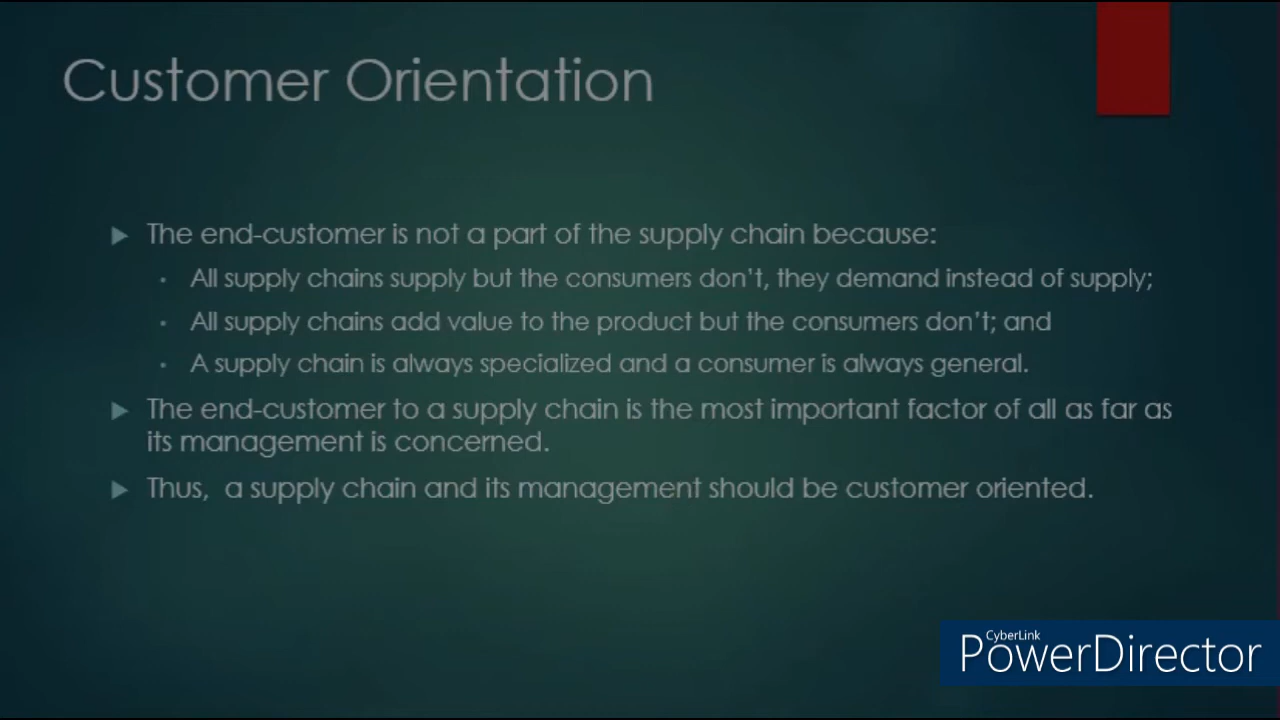 Customer Orientation
The end-customer is not a part of the supply chain because:
All supply chains supply but the consumers don't, they demand instead of supply;
All supply chains add value to the product but the consumers don't; and
A supply chain is always specialized and a consumer is always general.
The end-customer to a supply chain is the most important factor of all as far as
its management is concerned.
Thus, a supply chain and its management should be customer oriented.
CyberLink
PowerDirector